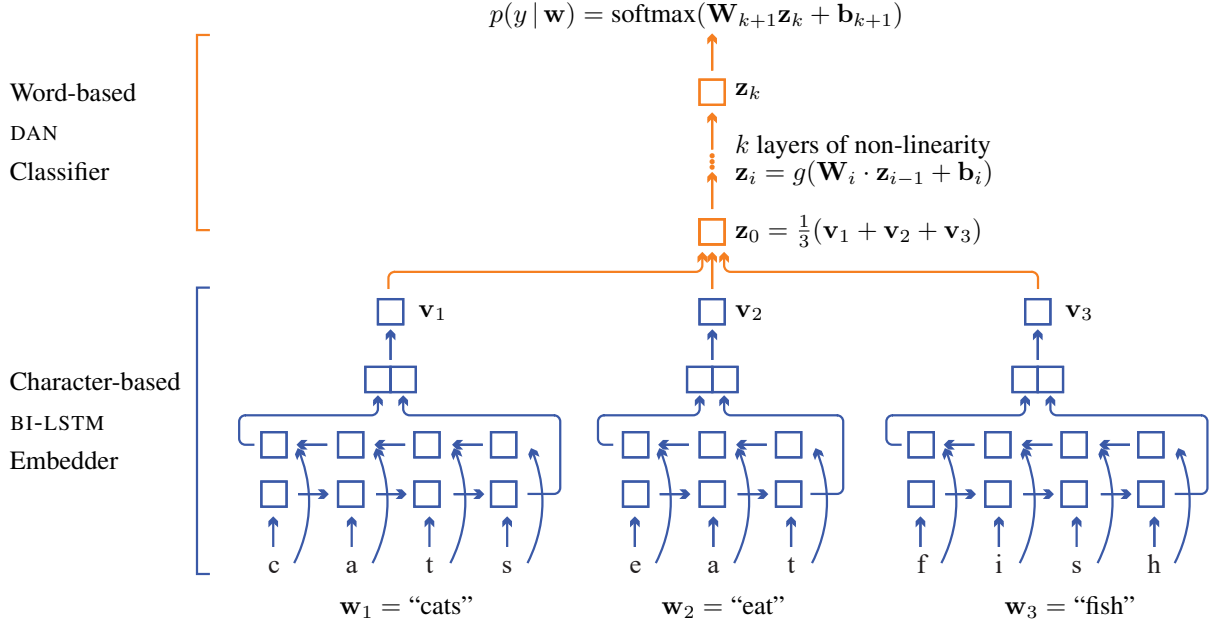 p(y | w) = softmax(W_{k+1}z_k + b_{k+1})
Word-based
DAN
Classifier
z_k
k layers of non-linearity
z_i = g(W_i · z_{i−1} + b_i)
z_0 = \frac{1}{3}(v_1 + v_2 + v_3)
v_1 v_2 v_3
Character-based
BI-LSTM
Embedder
c a t s e a t f i s h
w_1 = “cats” w_2 = “eat” w_3 = “fish”